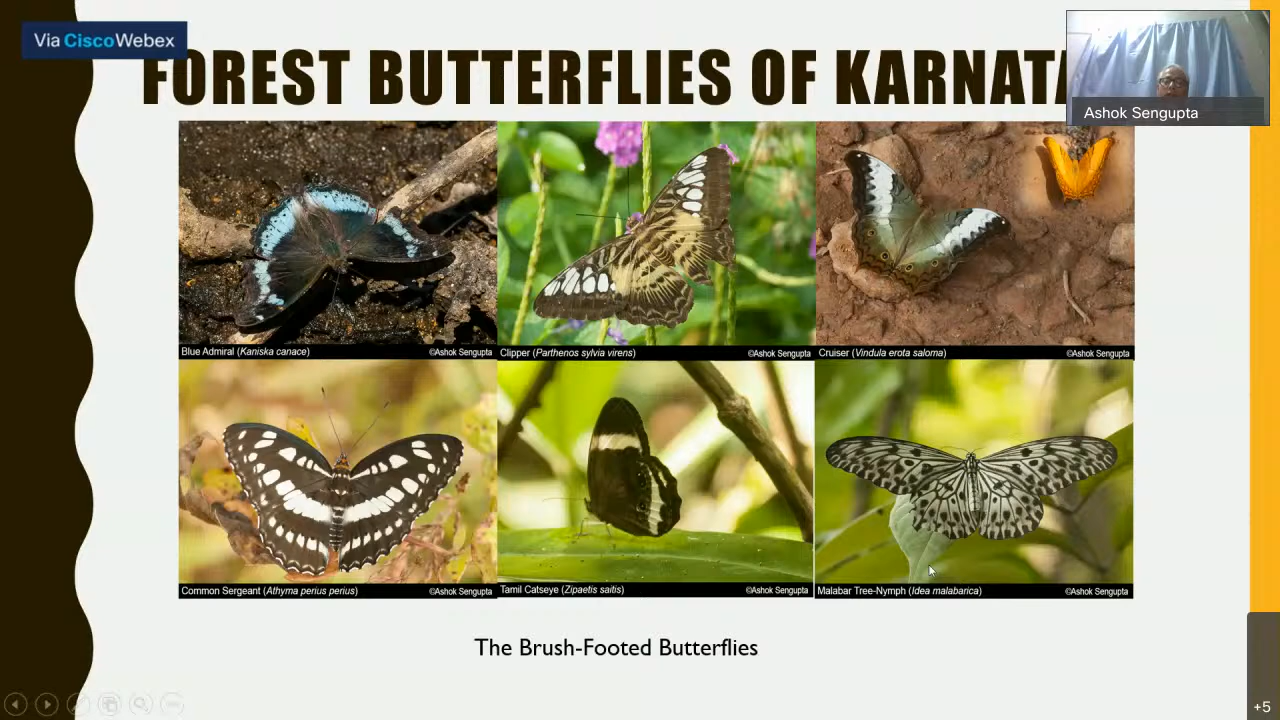 Via CiscoWebex
FOREST BUTTERFLIES OF KARNATA
Ashok Sengupta
Blue Admiral (Kaniska canace) ©Ashok Sengupta
Clipper (Parthenos sylvia virens) ©Ashok Sengupta
Cruiser (Vindula erota saloma) ©Ashok Sengupta
Common Sergeant (Athyma perius perius) ©Ashok Sengupta
Tamil Catseye (Zipaetis saitis) ©Ashok Sengupta
Malabar Tree-Nymph (Idea malabarica) ©Ashok Sengupta
The Brush-Footed Butterflies
+5